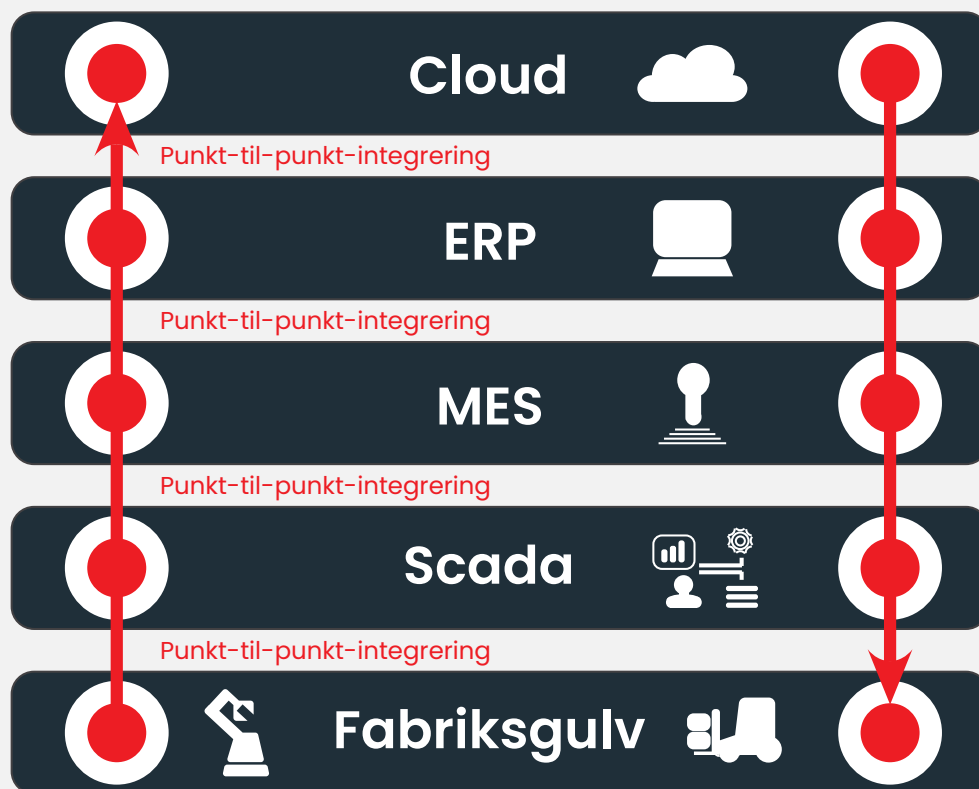 Cloud
Punkt-til-punkt-integrering
ERP
Punkt-til-punkt-integrering
MES
Punkt-til-punkt-integrering
Scada
Punkt-til-punkt-integrering
Fabriksgulv